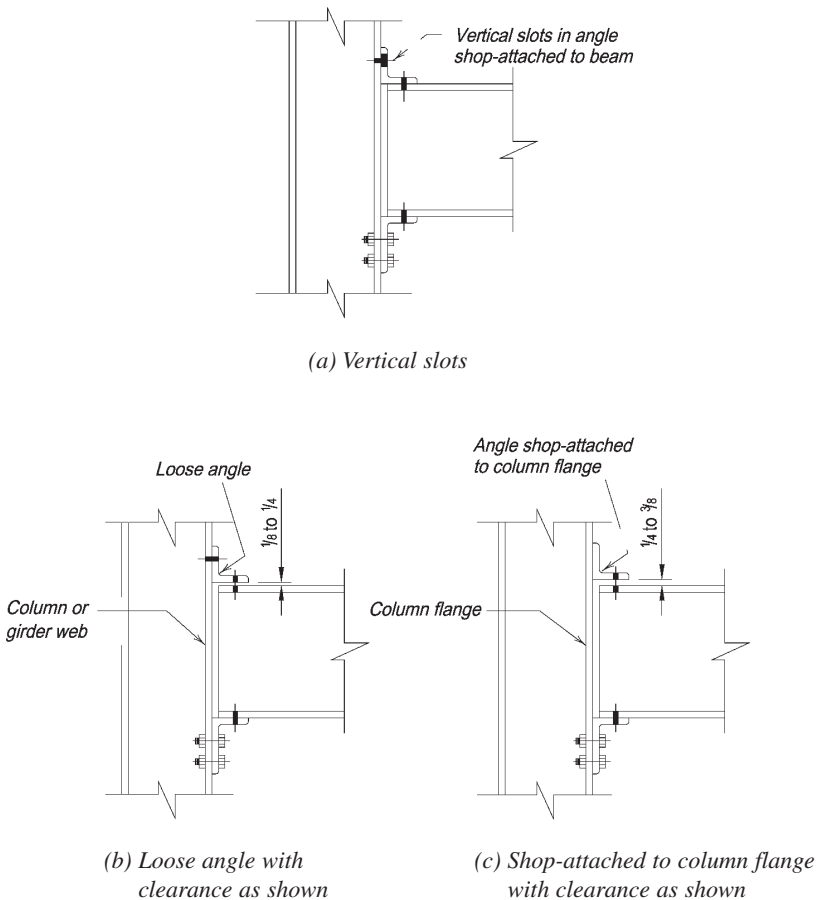 Vertical slots in angle
shop-attached to beam
(a) Vertical slots
Loose angle
1/8 to 1/4
Column or
girder web
(b) Loose angle with
clearance as shown
Angle shop-attached
to column flange
1/4 to 3/8
Column flange
(c) Shop-attached to column flange
with clearance as shown